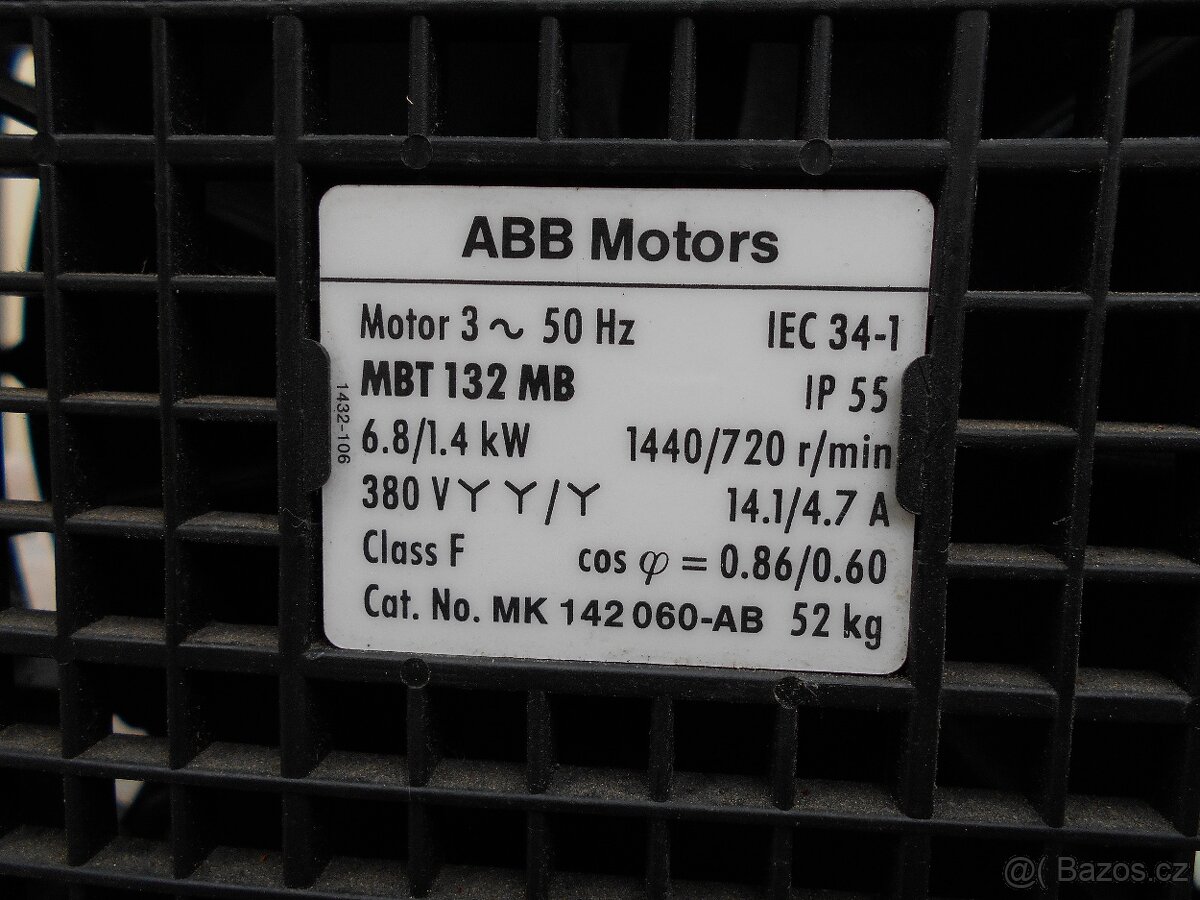 ABB Motors
Motor 3 ~ 50 Hz IEC 34-1
MBT 132 MB IP 55
6.8/1.4 kW 1440/720 r/min
380 V Y Y / Y 14.1/4.7 A
Class F cos φ = 0.86/0.60
Cat. No. MK 142 060-AB 52 kg
1432-106
@( Bazos.cz